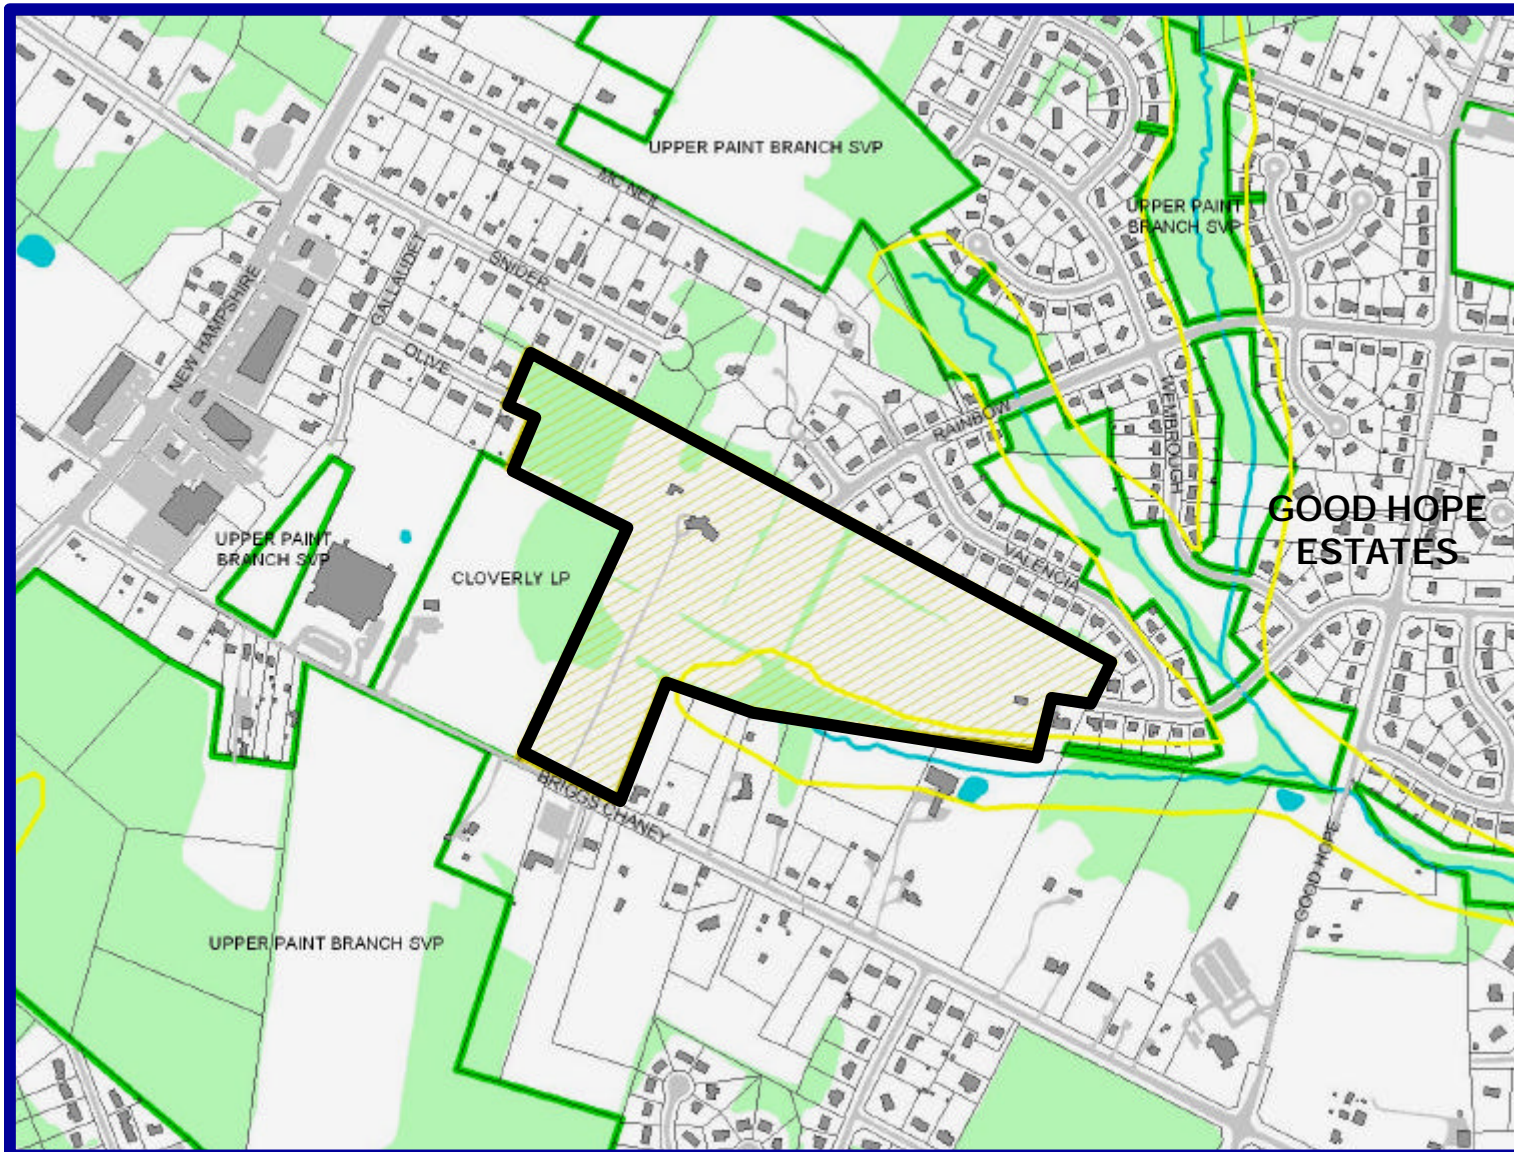 UPPER PAINT BRANCH SVP
MC NEIL
UPPER PAINT
BRANCH SVP
GALLAUDET
SNIDER
NEW HAMPSHIRE
OLIVE
RAINBOW
WEMBROUGH
GOOD HOPE
ESTATES
UPPER PAINT
BRANCH SVP
CLOVERLY LP
VALENCIA
BRIGGS CHANEY
GOOD HOPE
UPPER PAINT BRANCH SVP